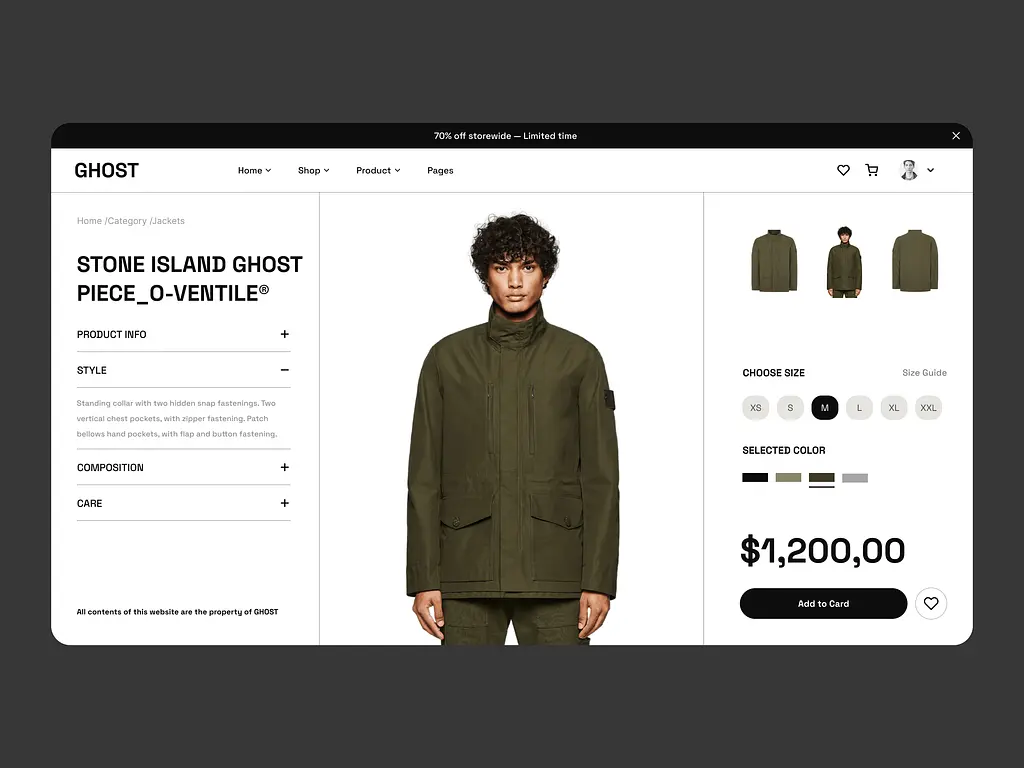 70% off storewide — Limited time
GHOST
Home
Shop
Product
Pages
Home /Category /Jackets
STONE ISLAND GHOST
PIECE_O-VENTILE®
PRODUCT INFO
STYLE
Standing collar with two hidden snap fastenings. Two
vertical chest pockets, with zipper fastening. Patch
bellows hand pockets, with flap and button fastening.
COMPOSITION
CARE
All contents of this website are the property of GHOST
CHOOSE SIZE
Size Guide
XS
S
M
L
XL
XXL
SELECTED COLOR
$1,200,00
Add to Card